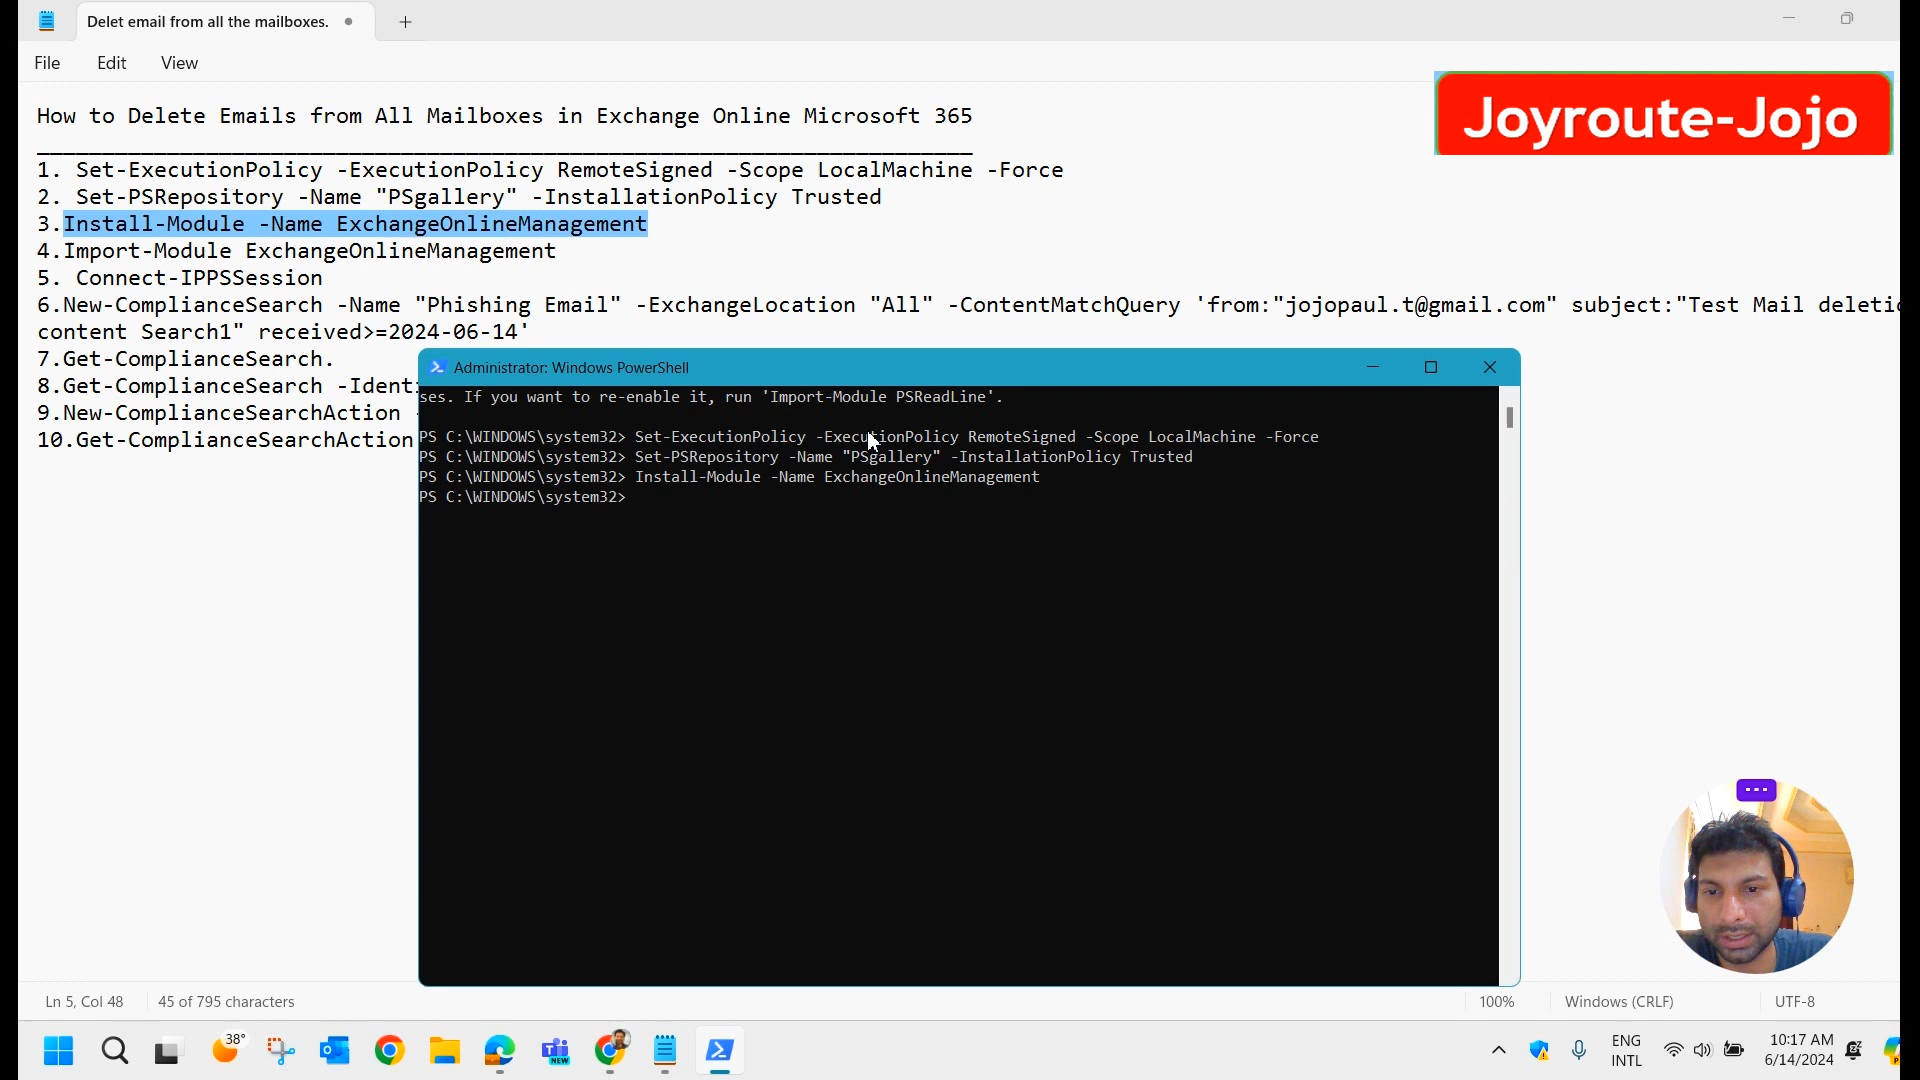 Delet email from all the mailboxes.
File Edit View
Joyroute-Jojo
How to Delete Emails from All Mailboxes in Exchange Online Microsoft 365
1. Set-ExecutionPolicy -ExecutionPolicy RemoteSigned -Scope LocalMachine -Force
2. Set-PSRepository -Name "PSgallery" -InstallationPolicy Trusted
3.Install-Module -Name ExchangeOnlineManagement
4.Import-Module ExchangeOnlineManagement
5. Connect-IPPSSession
6.New-ComplianceSearch -Name "Phishing Email" -ExchangeLocation "All" -ContentMatchQuery 'from:"jojopaul.t@gmail.com" subject:"Test Mail deletio
content Search1" received>=2024-06-14'
7.Get-ComplianceSearch.
8.Get-ComplianceSearch -Identi
9.New-ComplianceSearchAction -
10.Get-ComplianceSearchAction
Administrator: Windows PowerShell
ses. If you want to re-enable it, run 'Import-Module PSReadLine'.
PS C:\WINDOWS\system32> Set-ExecutionPolicy -ExecutionPolicy RemoteSigned -Scope LocalMachine -Force
PS C:\WINDOWS\system32> Set-PSRepository -Name "PSgallery" -InstallationPolicy Trusted
PS C:\WINDOWS\system32> Install-Module -Name ExchangeOnlineManagement
PS C:\WINDOWS\system32>
Ln 5, Col 48 45 of 795 characters 100% Windows (CRLF) UTF-8
38°
NEW
ENG
INTL
10:17 AM
6/14/2024